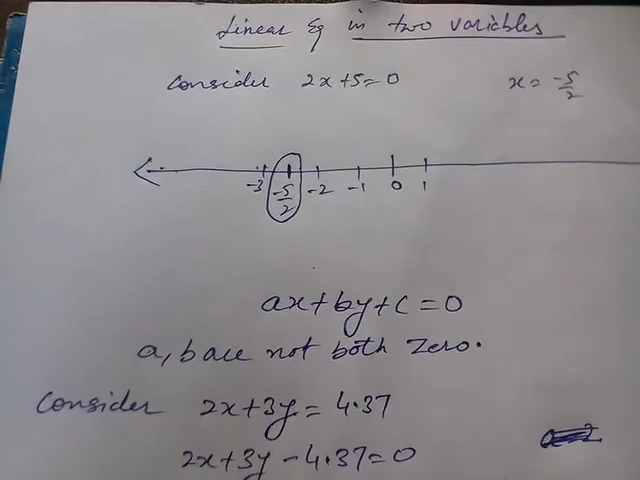 Linear Eq in two variables
Consider 2x+5=0 x= -5/2
-3 -5/2 -2 -1 0 1
ax+by+c=0
a, b are not both zero.
Consider 2x+3y=4.37
2x+3y-4.37=0